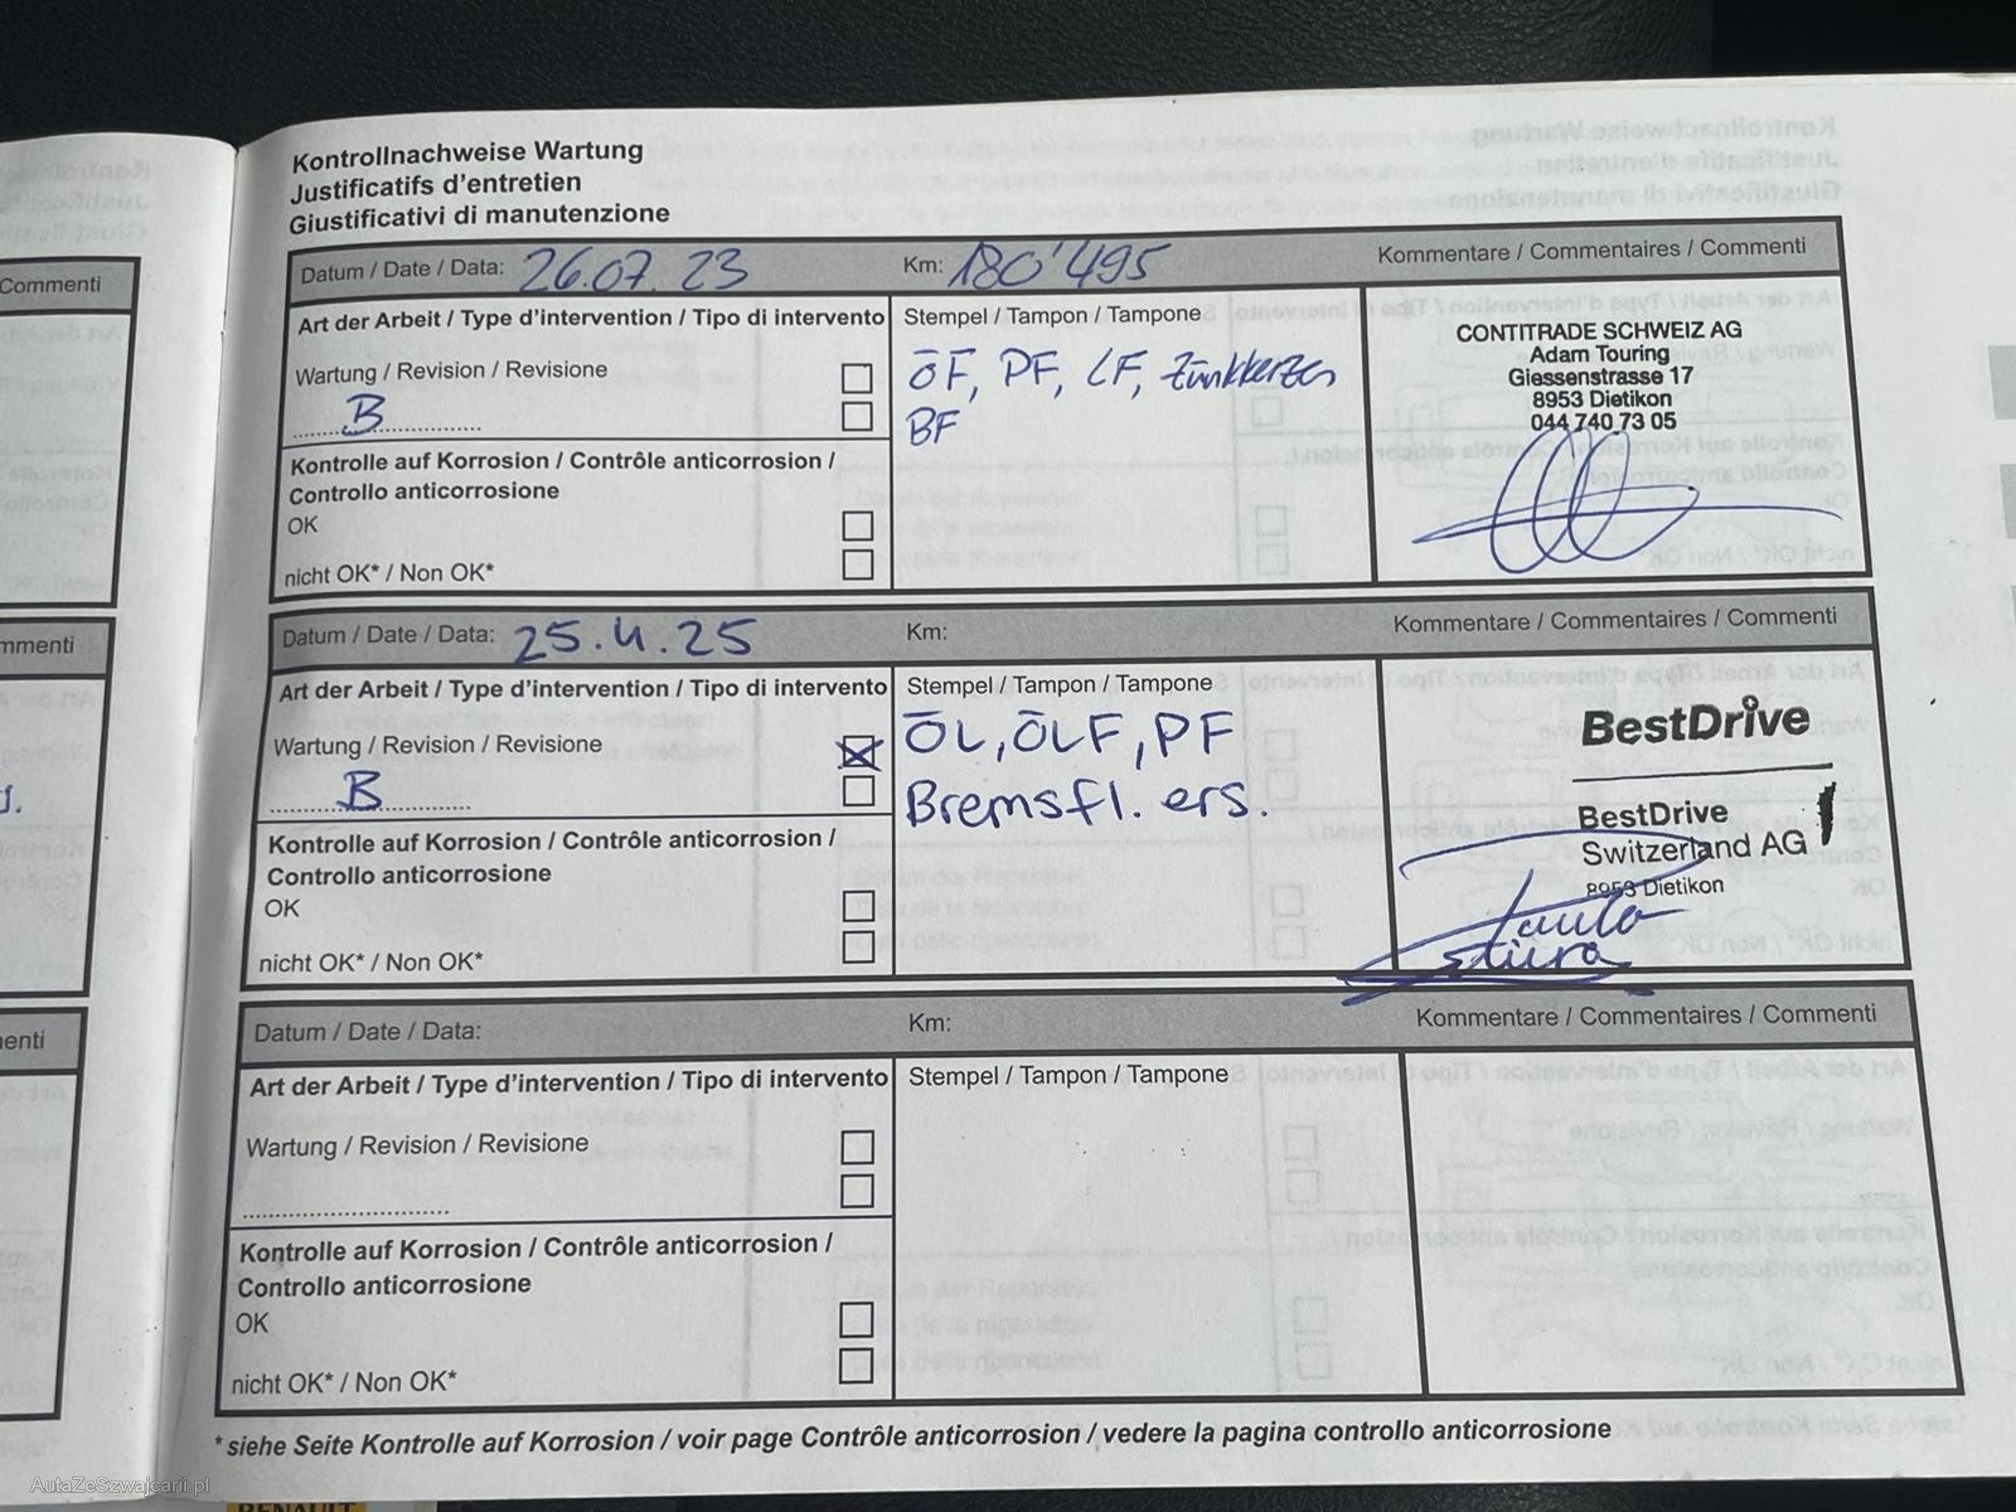 Kontrollnachweise Wartung
Justificatifs d'entretien
Giustificativi di manutenzione
Datum / Date / Data: 26.07.23 Km: 180'495 Kommentare / Commentaires / Commenti
Art der Arbeit / Type d'intervention / Tipo di intervento
Wartung / Revision / Revisione
B
Kontrolle auf Korrosion / Contrôle anticorrosion /
Controllo anticorrosione
OK
nicht OK* / Non OK*
Stempel / Tampon / Tampone
ÖF, PF, LF,
BF
CONTITRADE SCHWEIZ AG
Adam Touring
Giessenstrasse 17
8953 Dietikon
044 740 73 05
Datum / Date / Data: 25.4.25 Km: Kommentare / Commentaires / Commenti
Art der Arbeit / Type d'intervention / Tipo di intervento
Wartung / Revision / Revisione
B
Kontrolle auf Korrosion / Contrôle anticorrosion /
Controllo anticorrosione
OK
nicht OK* / Non OK*
Stempel / Tampon / Tampone
ÖL, ÖLF, PF
Bremsfl. ers.
BestDrive
BestDrive
Switzerland AG
8953 Dietikon
Datum / Date / Data: Km: Kommentare / Commentaires / Commenti
Art der Arbeit / Type d'intervention / Tipo di intervento
Wartung / Revision / Revisione
Kontrolle auf Korrosion / Contrôle anticorrosion /
Controllo anticorrosione
OK
nicht OK* / Non OK*
Stempel / Tampon / Tampone
*siehe Seite Kontrolle auf Korrosion / voir page Contrôle anticorrosion / vedere la pagina controllo anticorrosione
Commenti
AutaZeSzwajcarii.pl
RENAULT